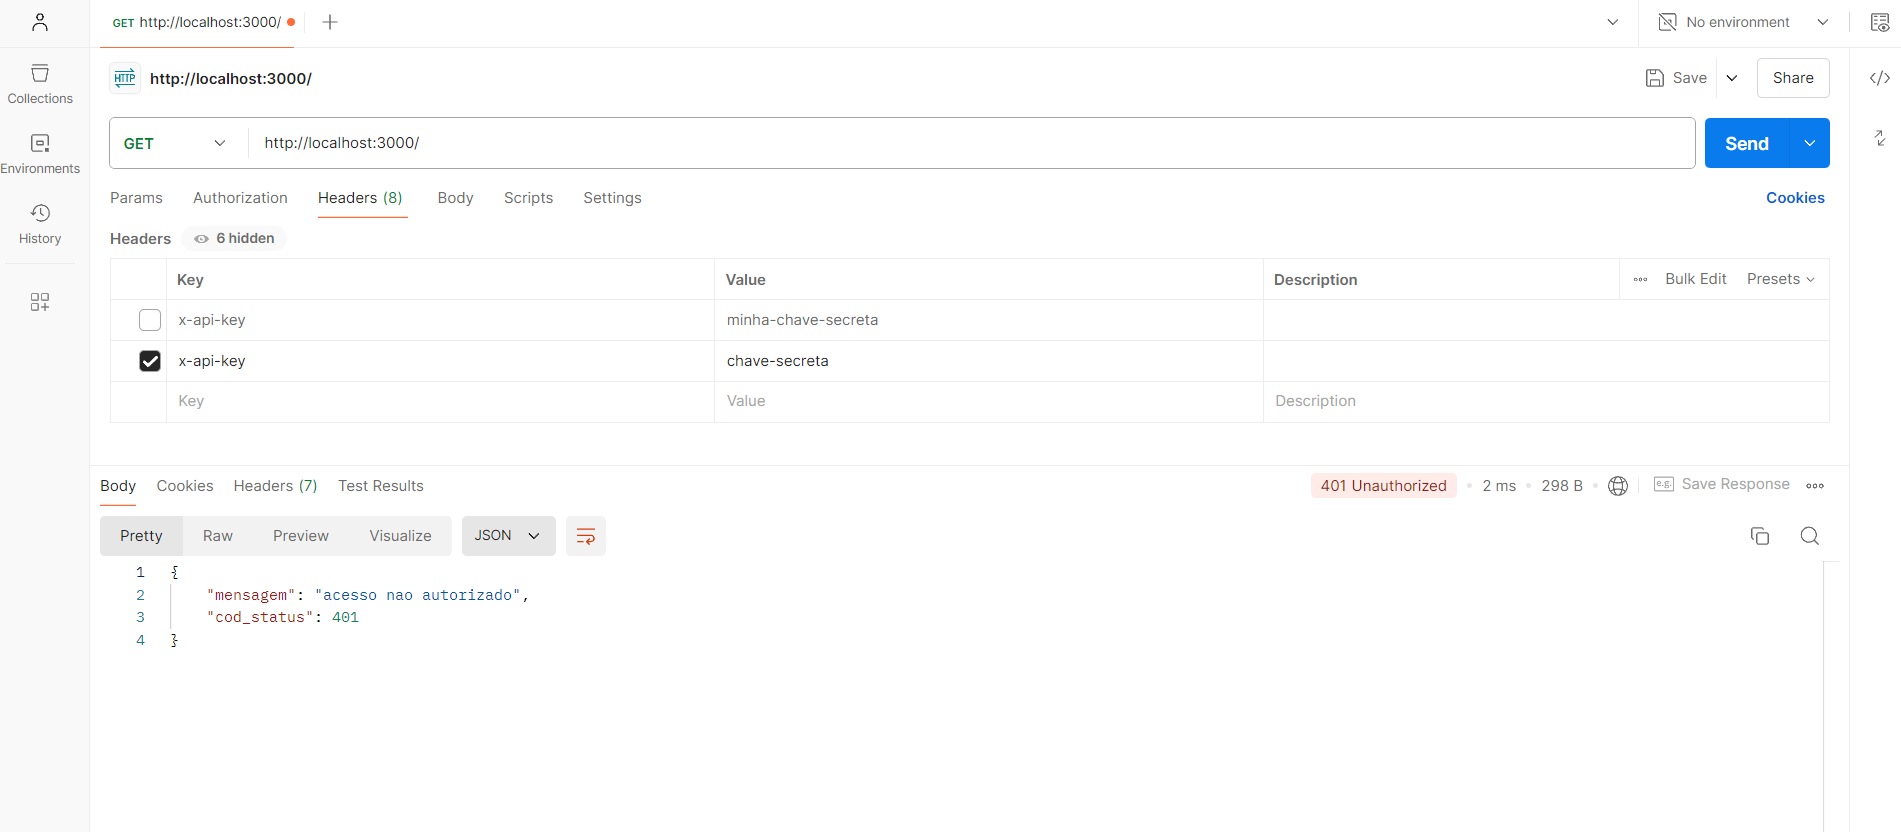 GET http://localhost:3000/
No environment
HTTP http://localhost:3000/
Save
Share
Collections
Environments
History
GET http://localhost:3000/
Send
Params Authorization Headers (8) Body Scripts Settings
Cookies
Headers 6 hidden
Key Value Description Bulk Edit Presets
x-api-key minha-chave-secreta
x-api-key chave-secreta
Key Value Description
Body Cookies Headers (7) Test Results
401 Unauthorized 2 ms 298 B e.g. Save Response
Pretty Raw Preview Visualize JSON
1 {
2 "mensagem": "acesso nao autorizado",
3 "cod_status": 401
4 }